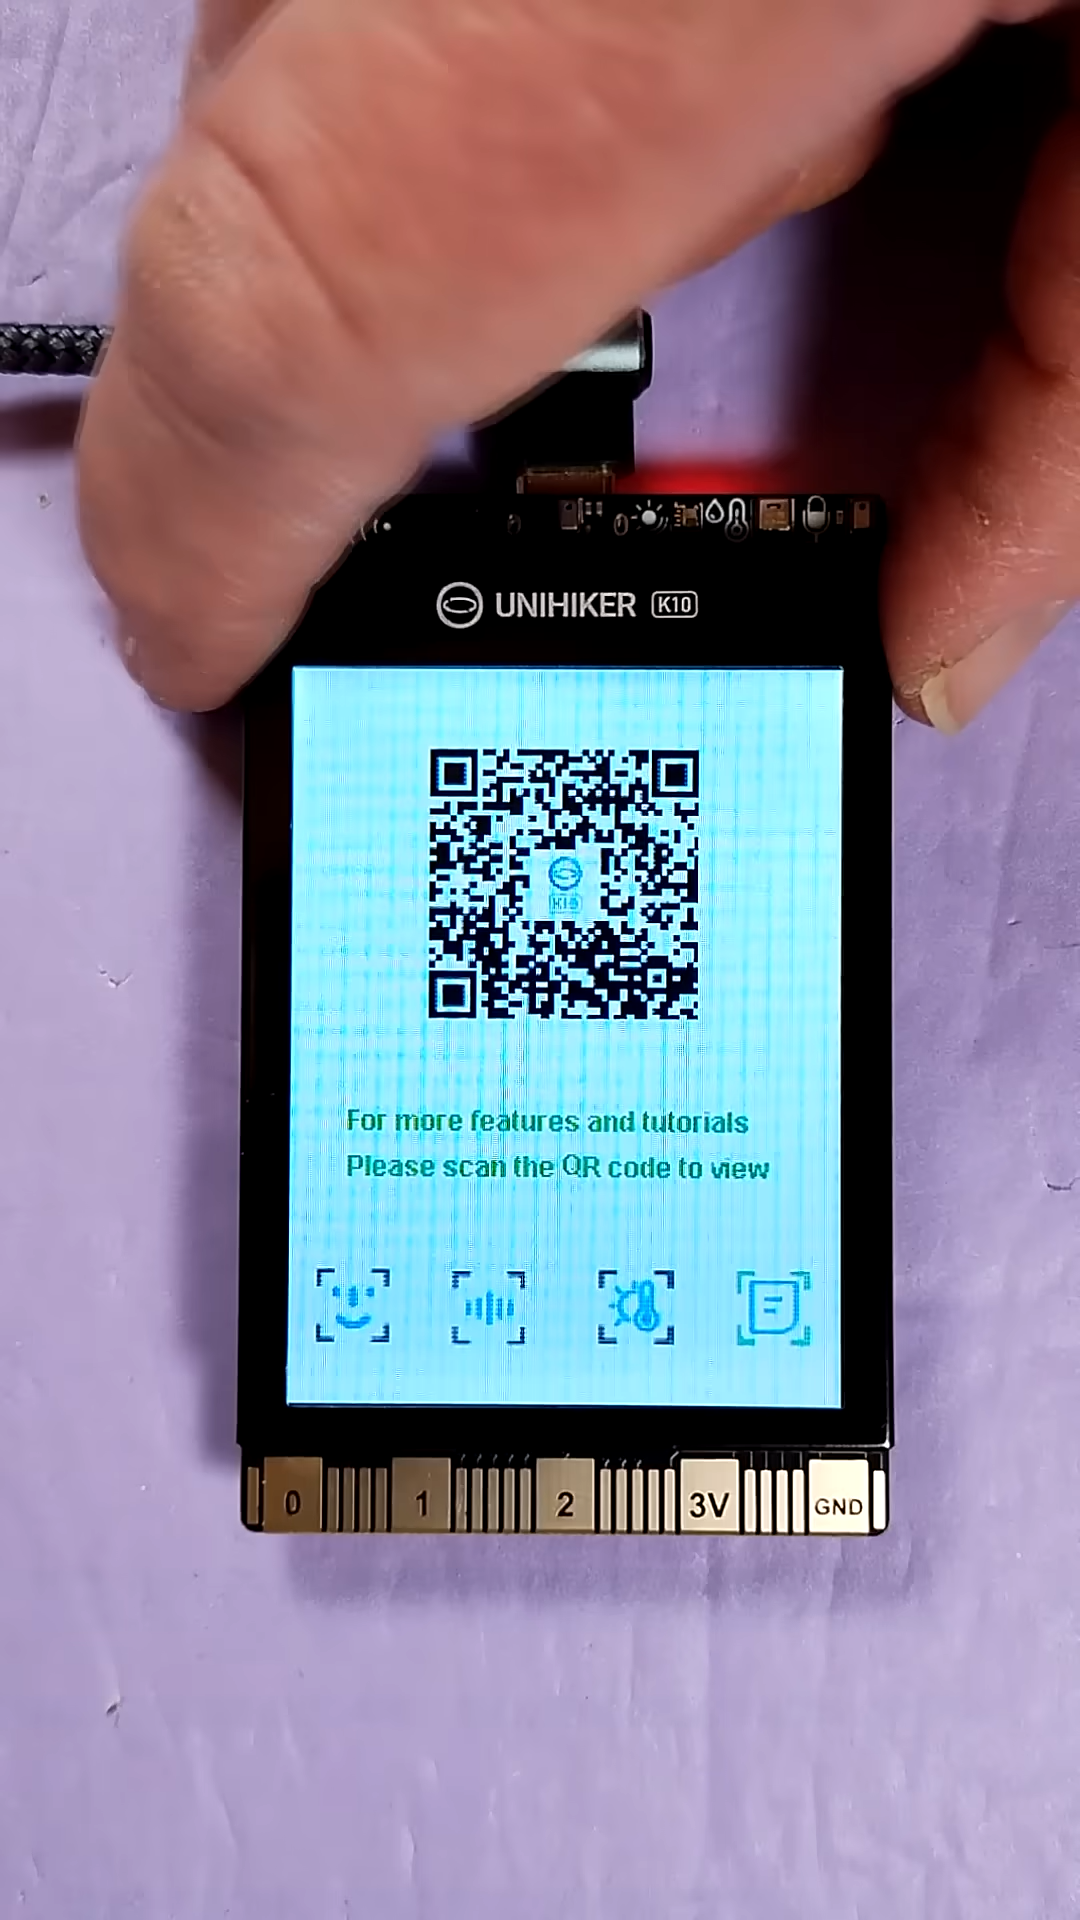 UNIHIKER K10
K10
For more features and tutorials
Please scan the QR code to view
0 1 2 3V GND